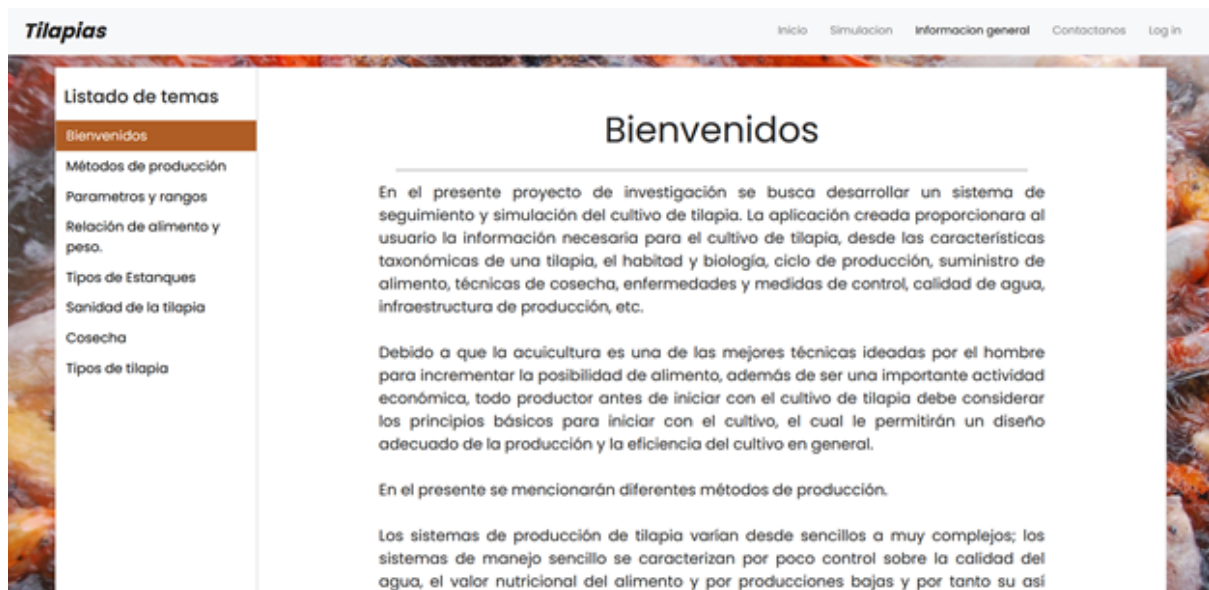 Tilapias
Inicio Simulacion Informacion general Contactanos Log in
Listado de temas
Bienvenidos
Métodos de producción
Parametros y rangos
Relación de alimento y
peso.
Tipos de Estanques
Sanidad de la tilapia
Cosecha
Tipos de tilapia
Bienvenidos
En el presente proyecto de investigación se busca desarrollar un sistema de
seguimiento y simulación del cultivo de tilapia. La aplicación creada proporcionara al
usuario la información necesaria para el cultivo de tilapia, desde las características
taxonómicas de una tilapia, el habitad y biología, ciclo de producción, suministro de
alimento, técnicas de cosecha, enfermedades y medidas de control, calidad de agua,
infraestructura de producción, etc.
Debido a que la acuicultura es una de las mejores técnicas ideadas por el hombre
para incrementar la posibilidad de alimento, además de ser una importante actividad
económica, todo productor antes de iniciar con el cultivo de tilapia debe considerar
los principios básicos para iniciar con el cultivo, el cual le permitirán un diseño
adecuado de la producción y la eficiencia del cultivo en general.
En el presente se mencionarán diferentes métodos de producción.
Los sistemas de producción de tilapia varían desde sencillos a muy complejos; los
sistemas de manejo sencillo se caracterizan por poco control sobre la calidad del
agua, el valor nutricional del alimento y por producciones bajas y por tanto su así